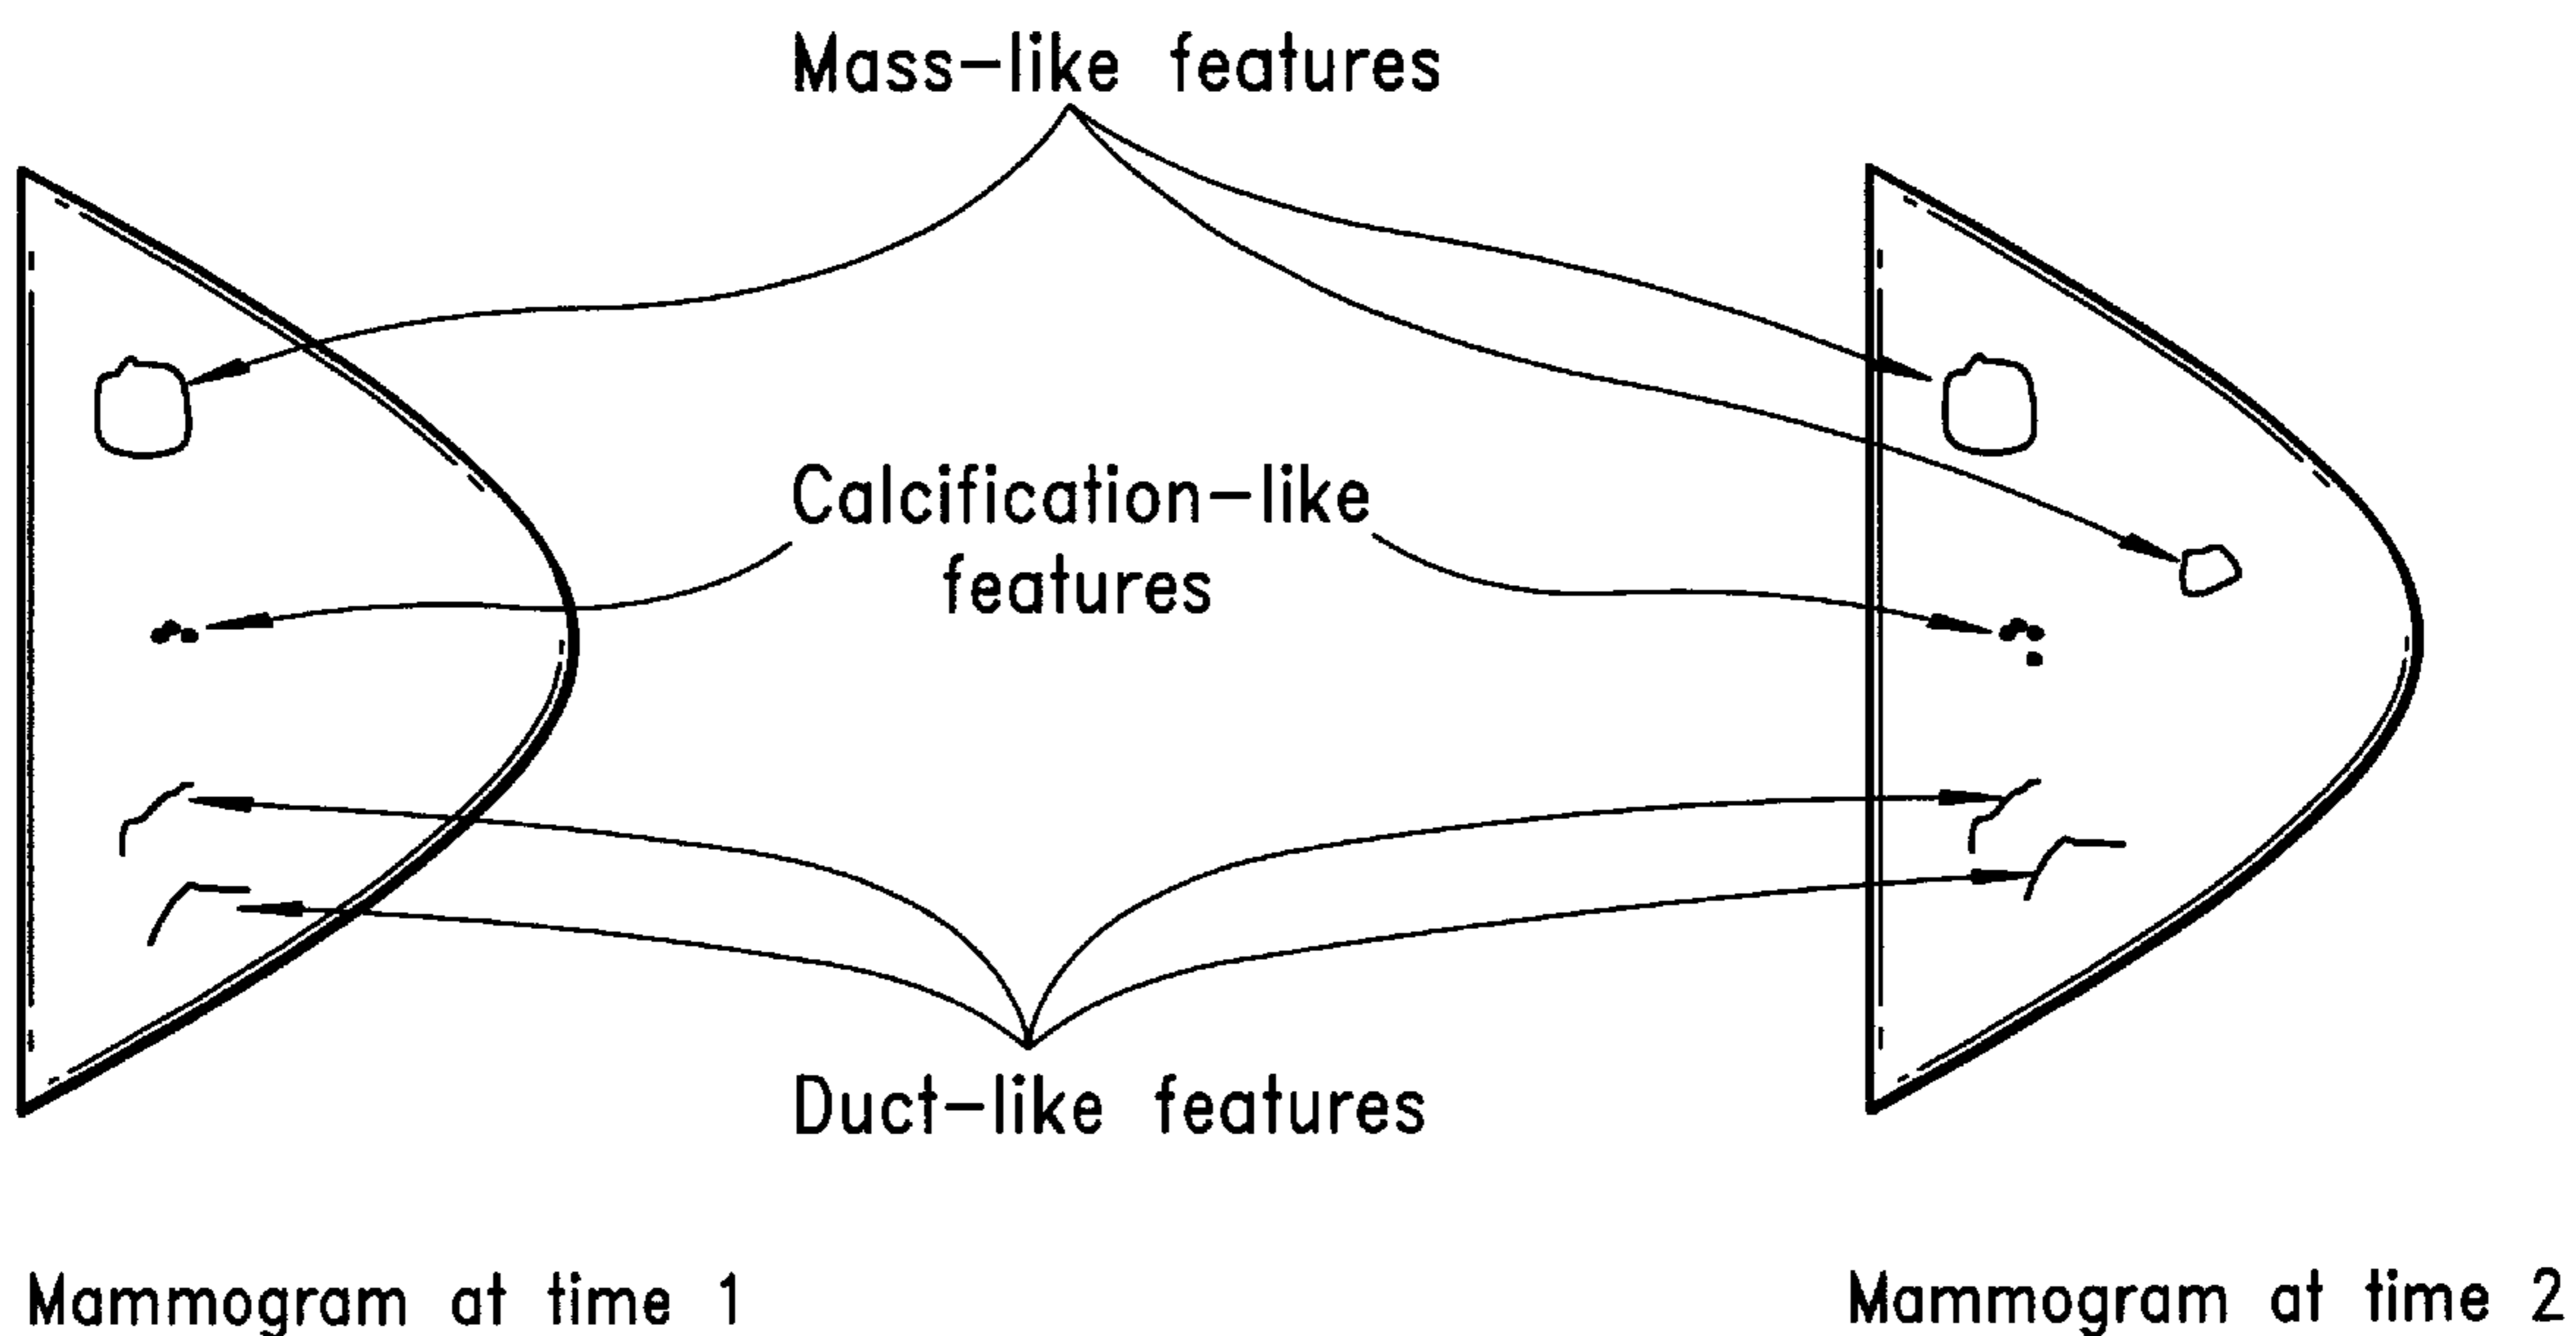 Mass-like features
Calcification-like
features
Duct-like features
Mammogram at time 1
Mammogram at time 2